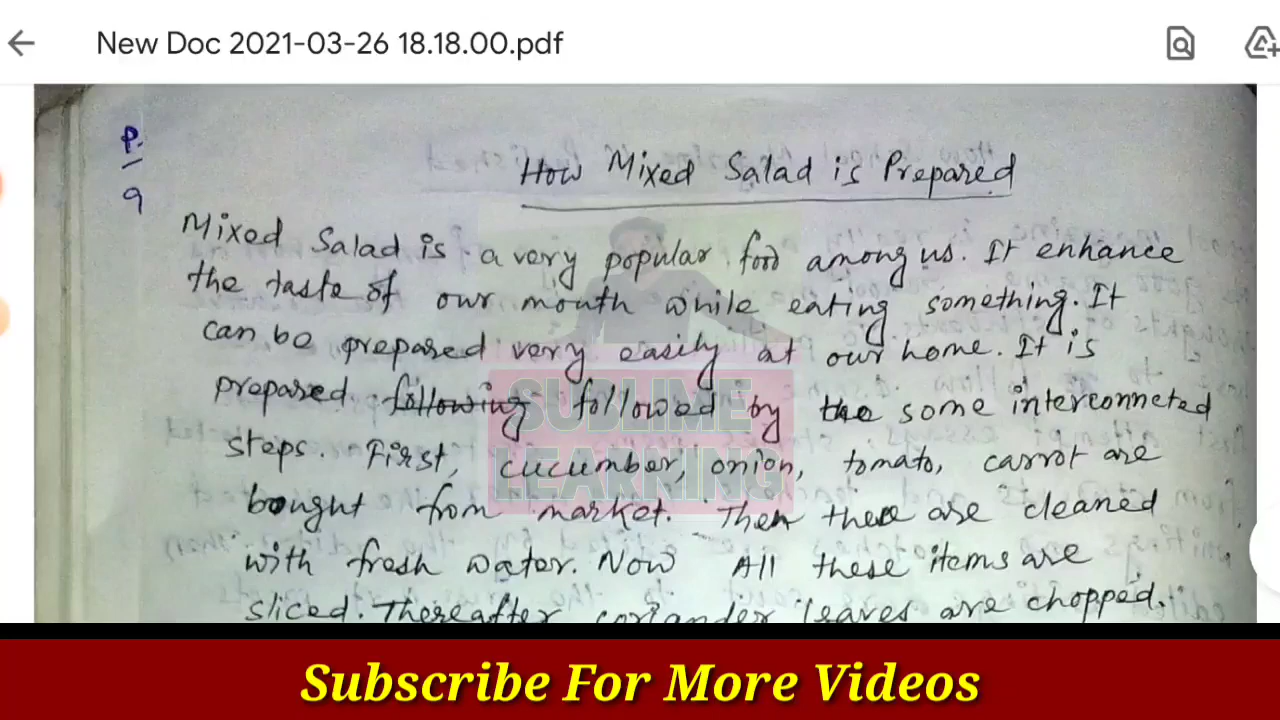 New Doc 2021-03-26 18.18.00.pdf
P.
9
How Mixed Salad is Prepared
Mixed Salad is a very popular food among us. It enhance
the taste of our mouth while eating something. It
can be prepared very easily at our home. It is
prepared following followed by the some interconneted
steps. First, cucumber, onion, tomato, carrot are
bought from market. Then these are cleaned
with fresh water. Now All these items are
sliced. Thereafter coriander leaves are chopped.
SUBLIME
LEARNING
Subscribe For More Videos